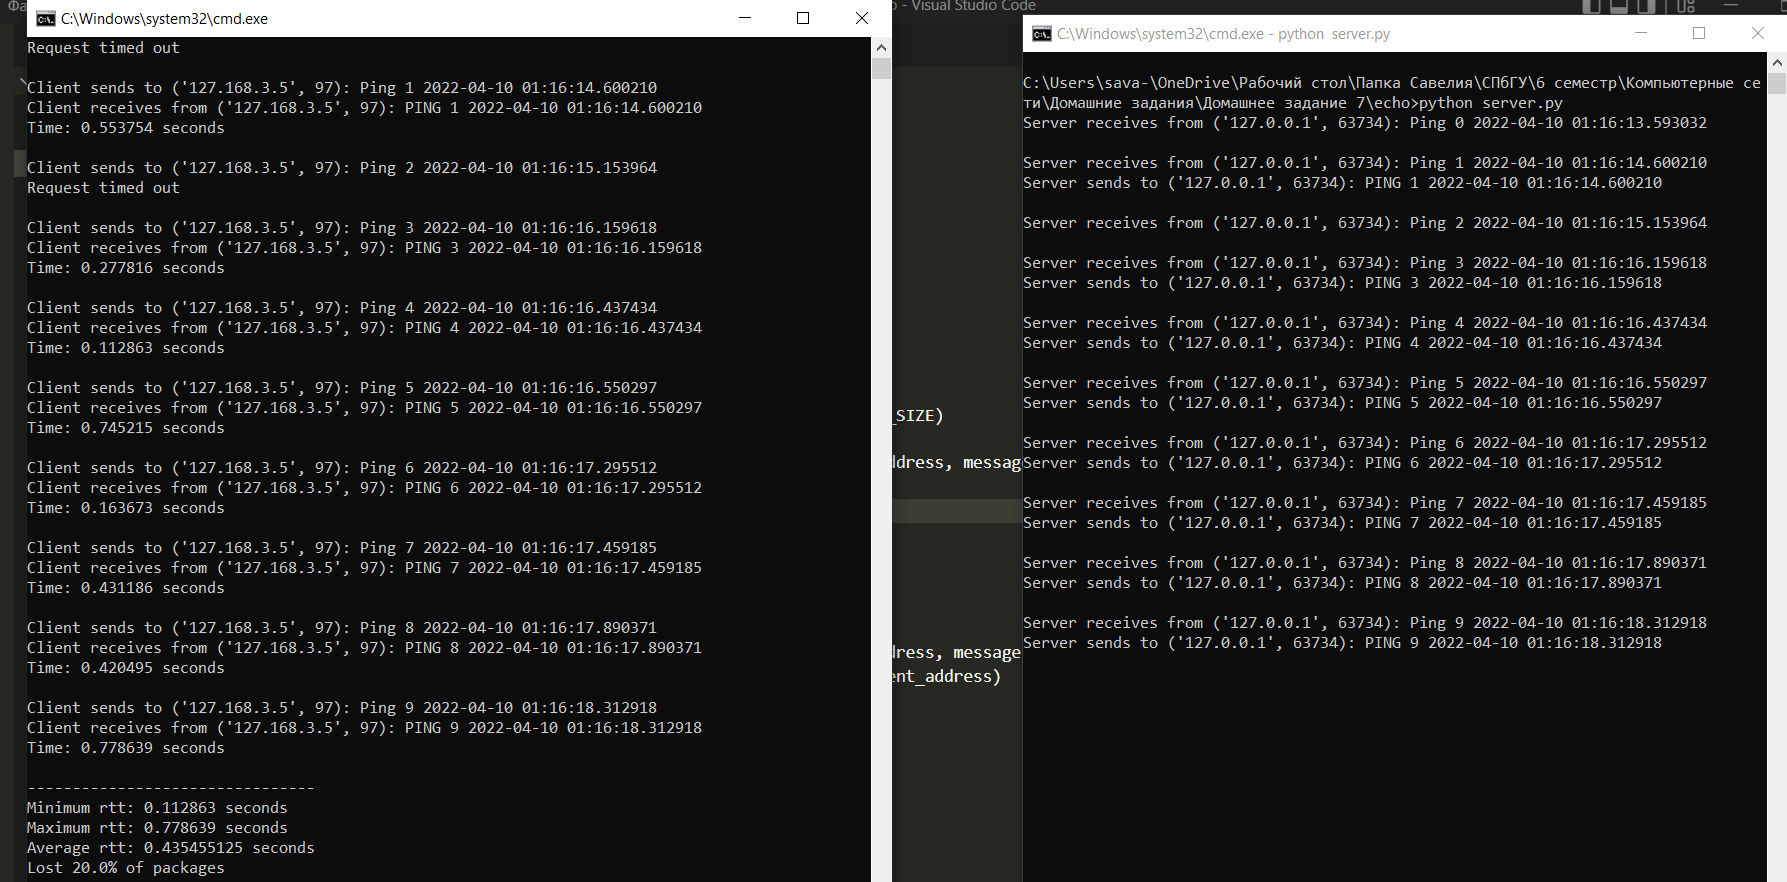 Фа
- Visual Studio Code
C:\Windows\system32\cmd.exe
Request timed out
Client sends to ('127.168.3.5', 97): Ping 1 2022-04-10 01:16:14.600210
Client receives from ('127.168.3.5', 97): PING 1 2022-04-10 01:16:14.600210
Time: 0.553754 seconds
Client sends to ('127.168.3.5', 97): Ping 2 2022-04-10 01:16:15.153964
Request timed out
Client sends to ('127.168.3.5', 97): Ping 3 2022-04-10 01:16:16.159618
Client receives from ('127.168.3.5', 97): PING 3 2022-04-10 01:16:16.159618
Time: 0.277816 seconds
Client sends to ('127.168.3.5', 97): Ping 4 2022-04-10 01:16:16.437434
Client receives from ('127.168.3.5', 97): PING 4 2022-04-10 01:16:16.437434
Time: 0.112863 seconds
Client sends to ('127.168.3.5', 97): Ping 5 2022-04-10 01:16:16.550297
Client receives from ('127.168.3.5', 97): PING 5 2022-04-10 01:16:16.550297
Time: 0.745215 seconds
Client sends to ('127.168.3.5', 97): Ping 6 2022-04-10 01:16:17.295512
Client receives from ('127.168.3.5', 97): PING 6 2022-04-10 01:16:17.295512
Time: 0.163673 seconds
Client sends to ('127.168.3.5', 97): Ping 7 2022-04-10 01:16:17.459185
Client receives from ('127.168.3.5', 97): PING 7 2022-04-10 01:16:17.459185
Time: 0.431186 seconds
Client sends to ('127.168.3.5', 97): Ping 8 2022-04-10 01:16:17.890371
Client receives from ('127.168.3.5', 97): PING 8 2022-04-10 01:16:17.890371
Time: 0.420495 seconds
Client sends to ('127.168.3.5', 97): Ping 9 2022-04-10 01:16:18.312918
Client receives from ('127.168.3.5', 97): PING 9 2022-04-10 01:16:18.312918
Time: 0.778639 seconds
--------------------------------
Minimum rtt: 0.112863 seconds
Maximum rtt: 0.778639 seconds
Average rtt: 0.435455125 seconds
Lost 20.0% of packages
_SIZE)
ddress, messag
dress, message
ent_address)
C:\Windows\system32\cmd.exe - python  server.py
C:\Users\sava-\OneDrive\Рабочий стол\Папка Савелия\СПбГУ\6 семестр\Компьютерные се
ти\Домашние задания\Домашнее задание 7\echo>python server.py
Server receives from ('127.0.0.1', 63734): Ping 0 2022-04-10 01:16:13.593032
Server receives from ('127.0.0.1', 63734): Ping 1 2022-04-10 01:16:14.600210
Server sends to ('127.0.0.1', 63734): PING 1 2022-04-10 01:16:14.600210
Server receives from ('127.0.0.1', 63734): Ping 2 2022-04-10 01:16:15.153964
Server receives from ('127.0.0.1', 63734): Ping 3 2022-04-10 01:16:16.159618
Server sends to ('127.0.0.1', 63734): PING 3 2022-04-10 01:16:16.159618
Server receives from ('127.0.0.1', 63734): Ping 4 2022-04-10 01:16:16.437434
Server sends to ('127.0.0.1', 63734): PING 4 2022-04-10 01:16:16.437434
Server receives from ('127.0.0.1', 63734): Ping 5 2022-04-10 01:16:16.550297
Server sends to ('127.0.0.1', 63734): PING 5 2022-04-10 01:16:16.550297
Server receives from ('127.0.0.1', 63734): Ping 6 2022-04-10 01:16:17.295512
Server sends to ('127.0.0.1', 63734): PING 6 2022-04-10 01:16:17.295512
Server receives from ('127.0.0.1', 63734): Ping 7 2022-04-10 01:16:17.459185
Server sends to ('127.0.0.1', 63734): PING 7 2022-04-10 01:16:17.459185
Server receives from ('127.0.0.1', 63734): Ping 8 2022-04-10 01:16:17.890371
Server sends to ('127.0.0.1', 63734): PING 8 2022-04-10 01:16:17.890371
Server receives from ('127.0.0.1', 63734): Ping 9 2022-04-10 01:16:18.312918
Server sends to ('127.0.0.1', 63734): PING 9 2022-04-10 01:16:18.312918